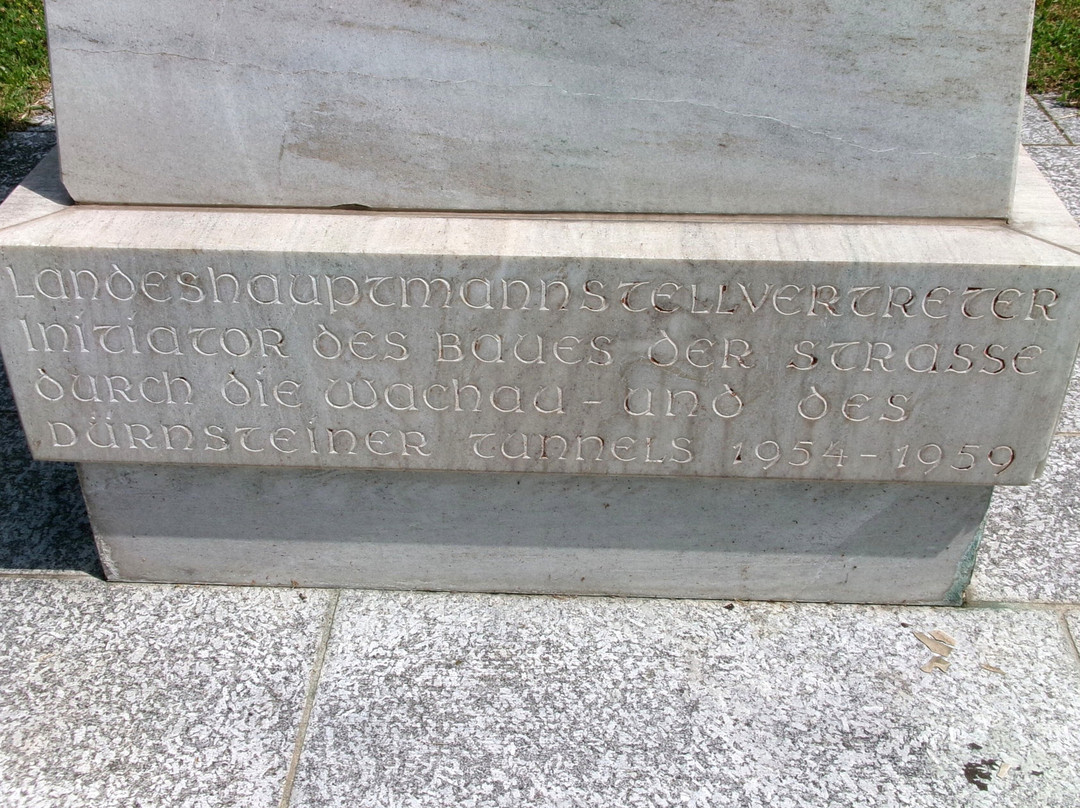 Landeshauptmannstellvertreter
Initiator des Baues der Strasse
durch die Wachau - und des
Dürnsteiner Tunnels 1954-1959